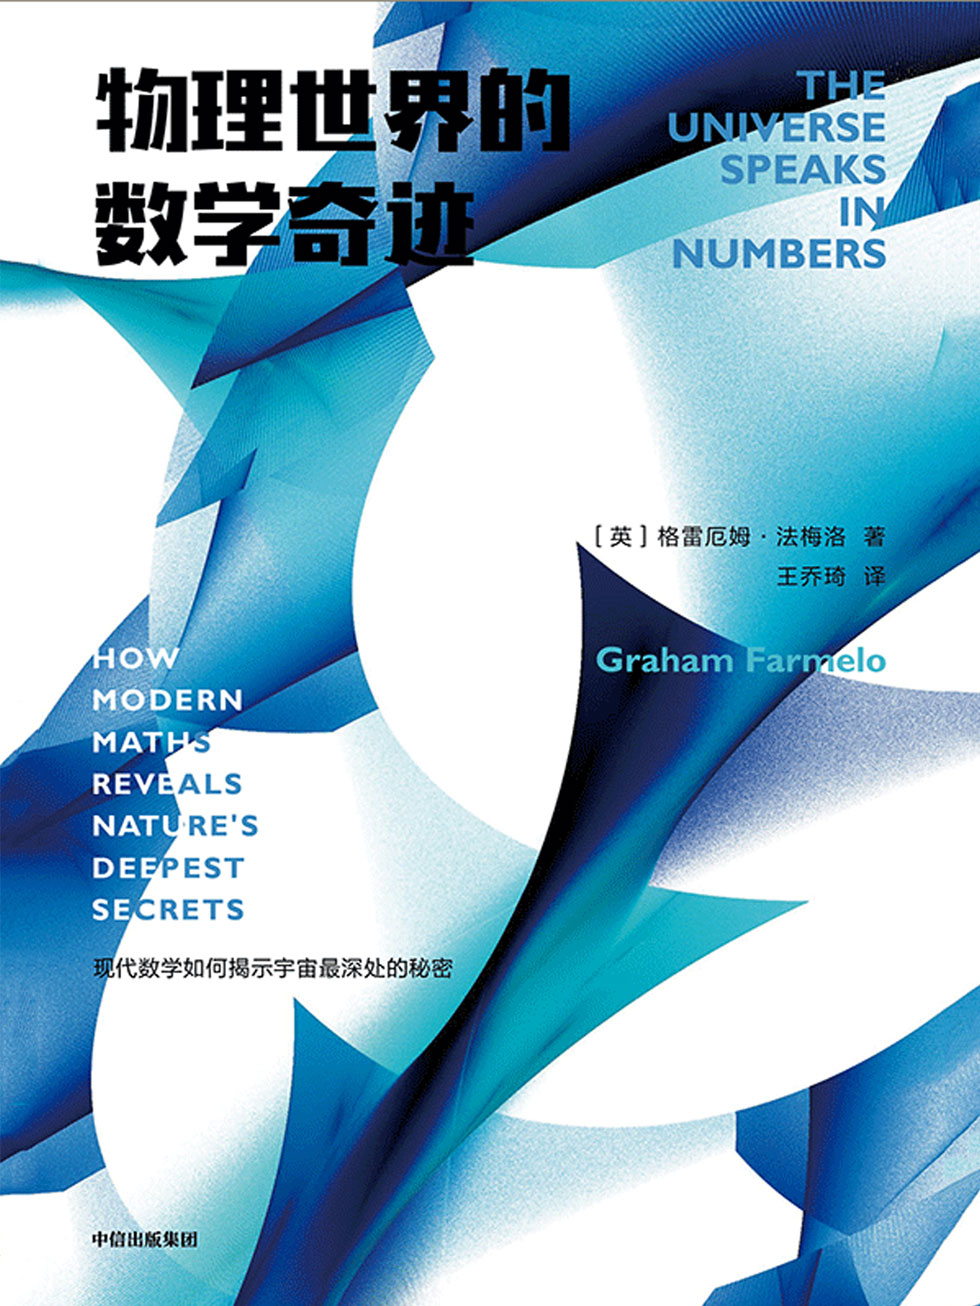 物理世界的
数学奇迹
THE
UNIVERSE
SPEAKS
IN
NUMBERS
[英] 格雷厄姆·法梅洛 著
王乔琦 译
Graham Farmelo
HOW
MODERN
MATHS
REVEALS
NATURE'S
DEEPEST
SECRETS
现代数学如何揭示宇宙最深处的秘密
中信出版集团